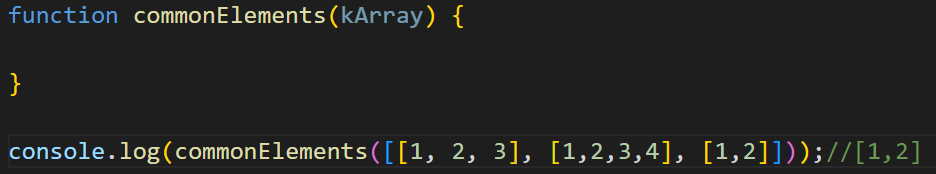 function commonElements(kArray) {
}
console.log(commonElements([[1, 2, 3], [1,2,3,4], [1,2]]));//[1,2]